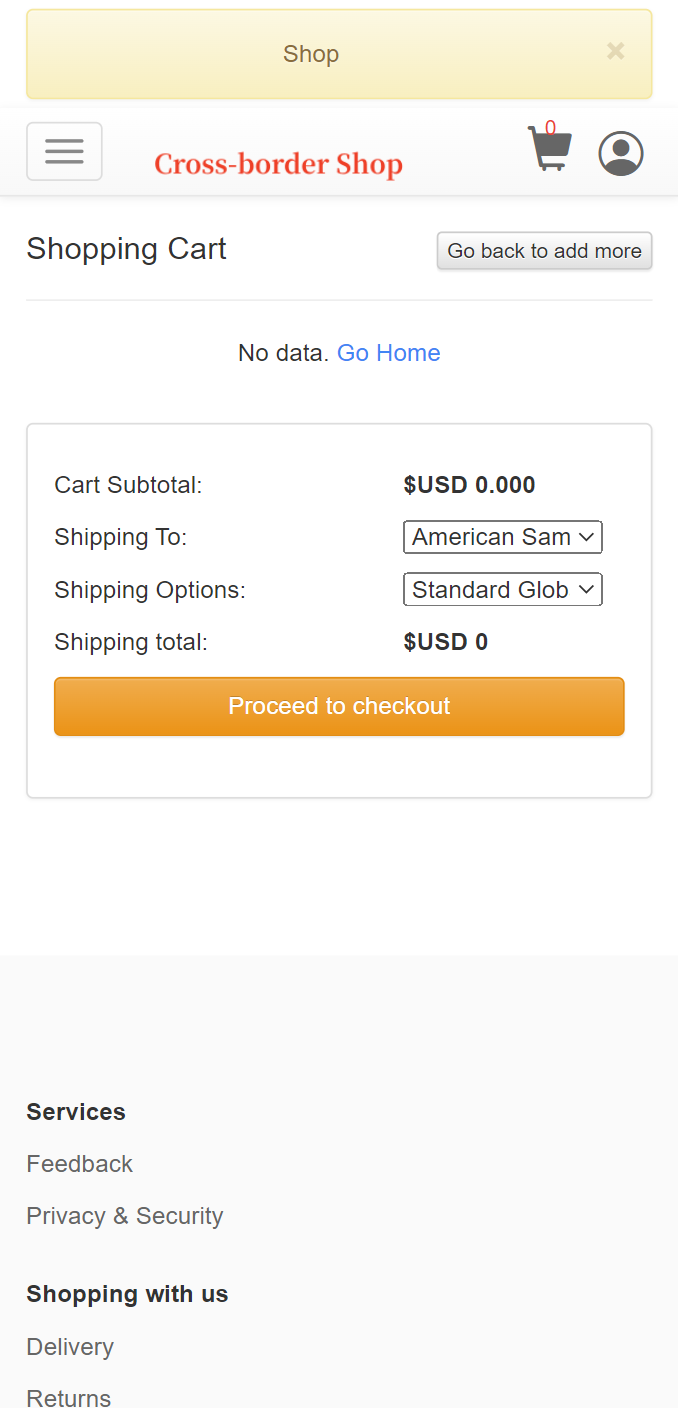 Shop ×
0
Cross-border Shop
Shopping Cart Go back to add more
No data. Go Home
Cart Subtotal: $USD 0.000
Shipping To: American Sam
Shipping Options: Standard Glob
Shipping total: $USD 0
Proceed to checkout
Services
Feedback
Privacy & Security
Shopping with us
Delivery
Returns